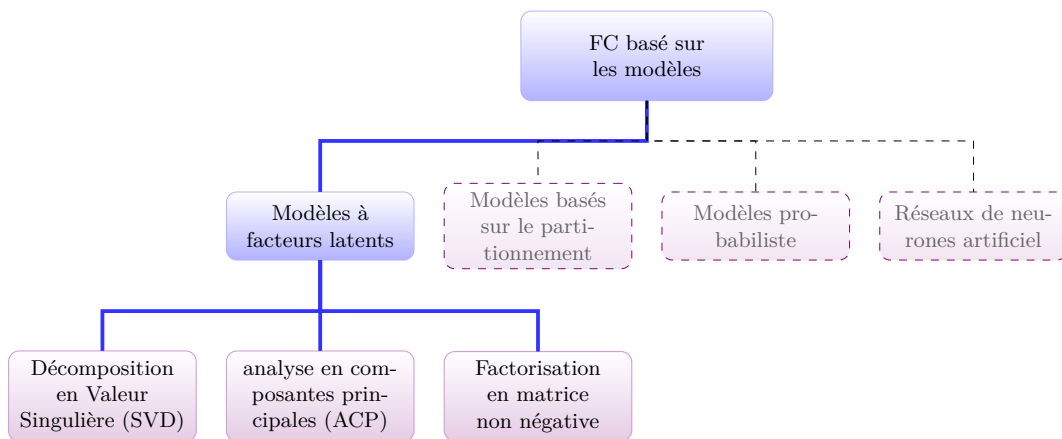 FC basé sur
les modèles
Modèles à
facteurs latents
Modèles basés
sur le parti-
tionnement
Modèles pro-
babiliste
Réseaux de neu-
rones artificiel
Décomposition
en Valeur
Singulière (SVD)
analyse en com-
posantes prin-
cipales (ACP)
Factorisation
en matrice
non négative